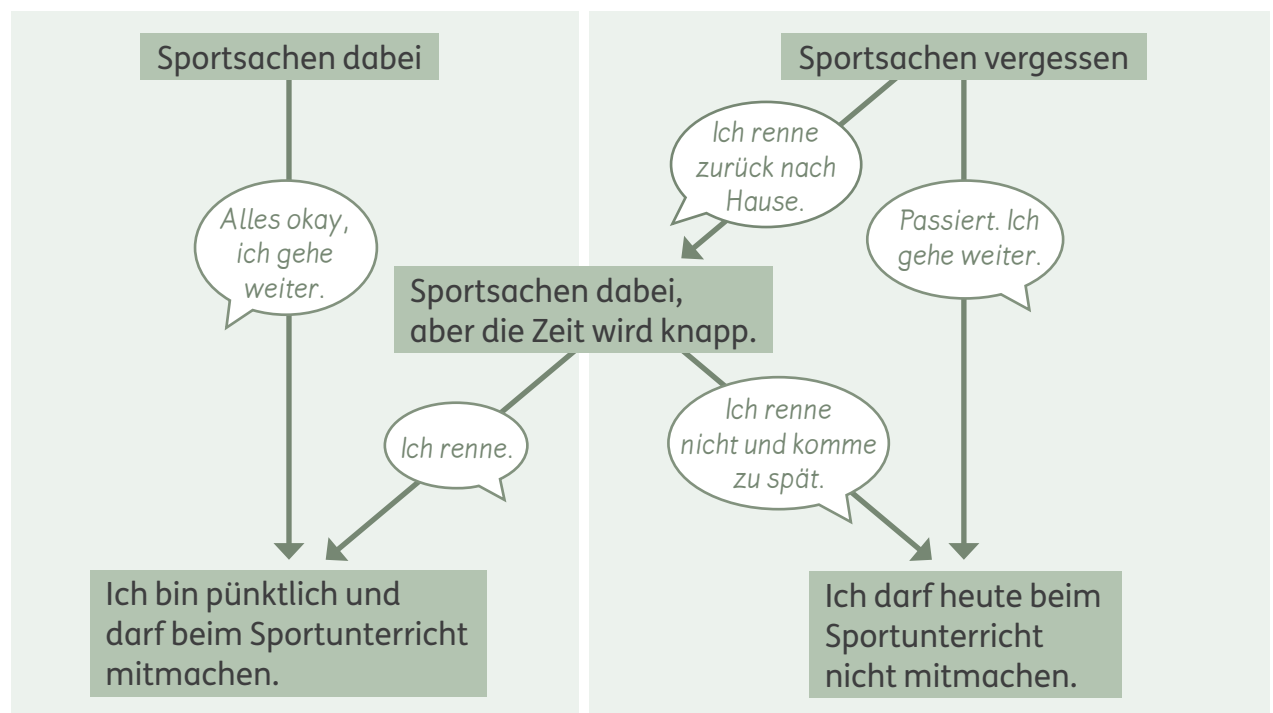 Sportsachen dabei
Sportsachen vergessen
Ich renne
zurück nach
Hause.
Alles okay,
ich gehe
weiter.
Passiert. Ich
gehe weiter.
Sportsachen dabei,
aber die Zeit wird knapp.
Ich renne.
Ich renne
nicht und komme
zu spät.
Ich bin pünktlich und
darf beim Sportunterricht
mitmachen.
Ich darf heute beim
Sportunterricht
nicht mitmachen.